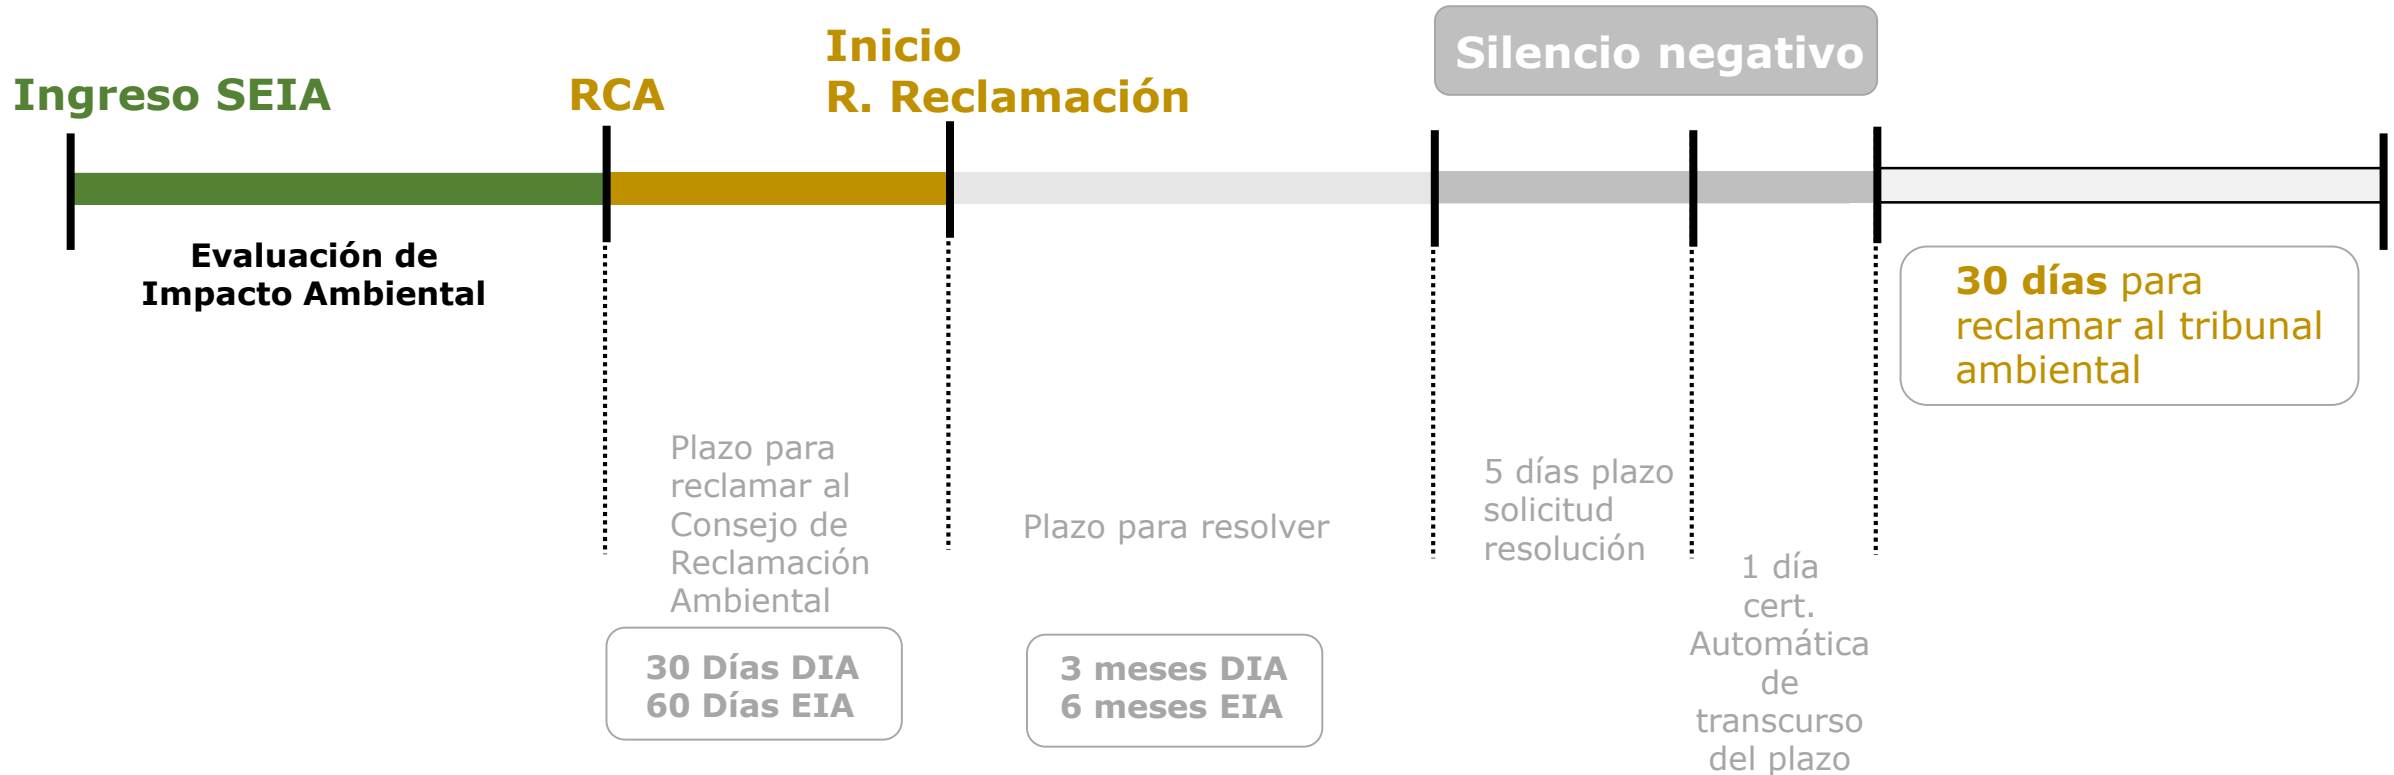 Ingreso SEIA
RCA
Inicio
R. Reclamación
Silencio negativo
Evaluación de
Impacto Ambiental
Plazo para
reclamar al
Consejo de
Reclamación
Ambiental
30 Días DIA
60 Días EIA
Plazo para resolver
3 meses DIA
6 meses EIA
5 días plazo
solicitud
resolución
1 día
cert.
Automática
de
transcurso
del plazo
30 días para
reclamar al tribunal
ambiental